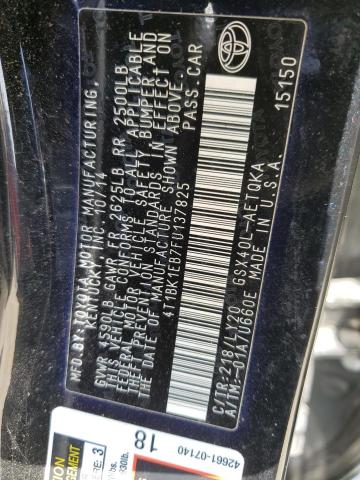 MFD. BY: TOYOTA MOTOR MANUFACTURING,
KENTUCKY, INC. 10/14
GVWR 4590LB GAWR FR 2625LB RR 2500LB
THIS VEHICLE CONFORMS TO ALL APPLICABLE
FEDERAL MOTOR VEHICLE SAFETY, BUMPER, AND
THEFT PREVENTION STANDARDS IN EFFECT ON THE
DATE OF MANUFACTURE SHOWN ABOVE.
4T1BK1EB7FU137825 PASS. CAR
C/TR: 218/LY20 GSX40L-AETQKA
A/TM: -01A/U660E MADE IN U.S.A. 15150
TOYOTA
42661-07140
18